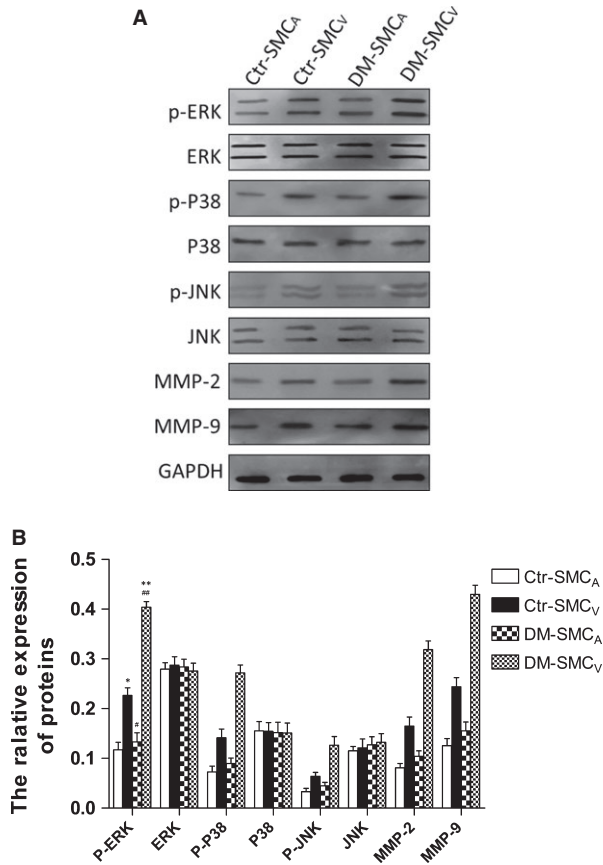 A
Ctr-SMCA
Ctr-SMCV
DM-SMCA
DM-SMCV
p-ERK
ERK
p-P38
P38
p-JNK
JNK
MMP-2
MMP-9
GAPDH
B
The ralative expression
of proteins
0.5
0.4
0.3
0.2
0.1
0.0
*
#
**
##
P-ERK
ERK
P-P38
P38
P-JNK
JNK
MMP-2
MMP-9
Ctr-SMCA
Ctr-SMCV
DM-SMCA
DM-SMCV